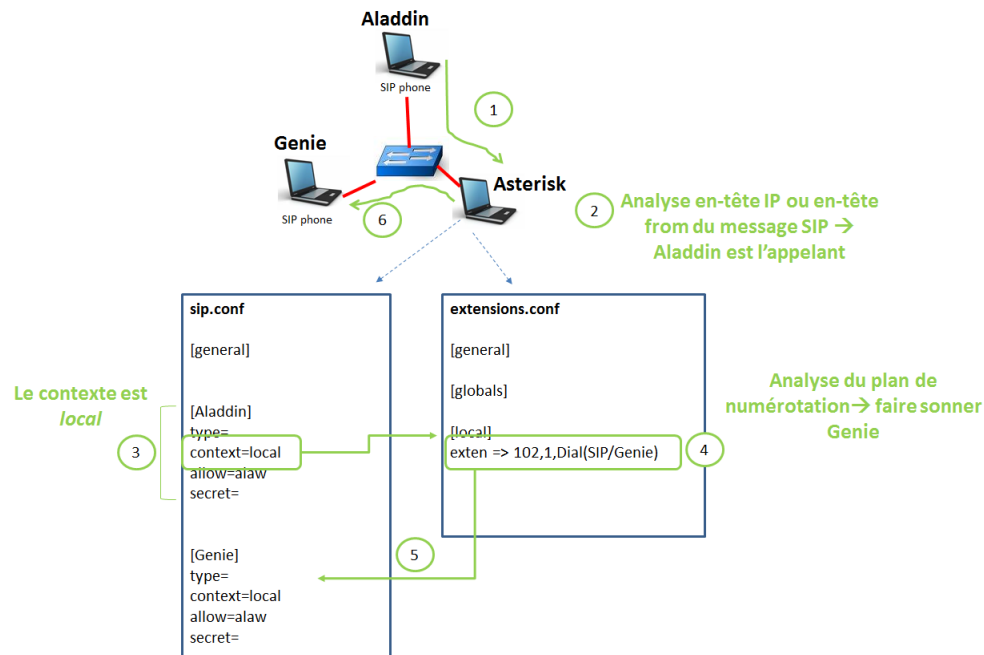 Aladdin
SIP phone
1
Genie
SIP phone
Asterisk
6
2
Analyse en-tête IP ou en-tête
from du message SIP →
Aladdin est l'appelant
sip.conf
[general]
Le contexte est
local
3
[Aladdin]
type=
context=local
allow=alaw
secret=
[Genie]
type=
context=local
allow=alaw
secret=
5
extensions.conf
[general]
[globals]
[local]
exten => 102,1,Dial(SIP/Genie)
4
Analyse du plan de
numérotation→ faire sonner
Genie